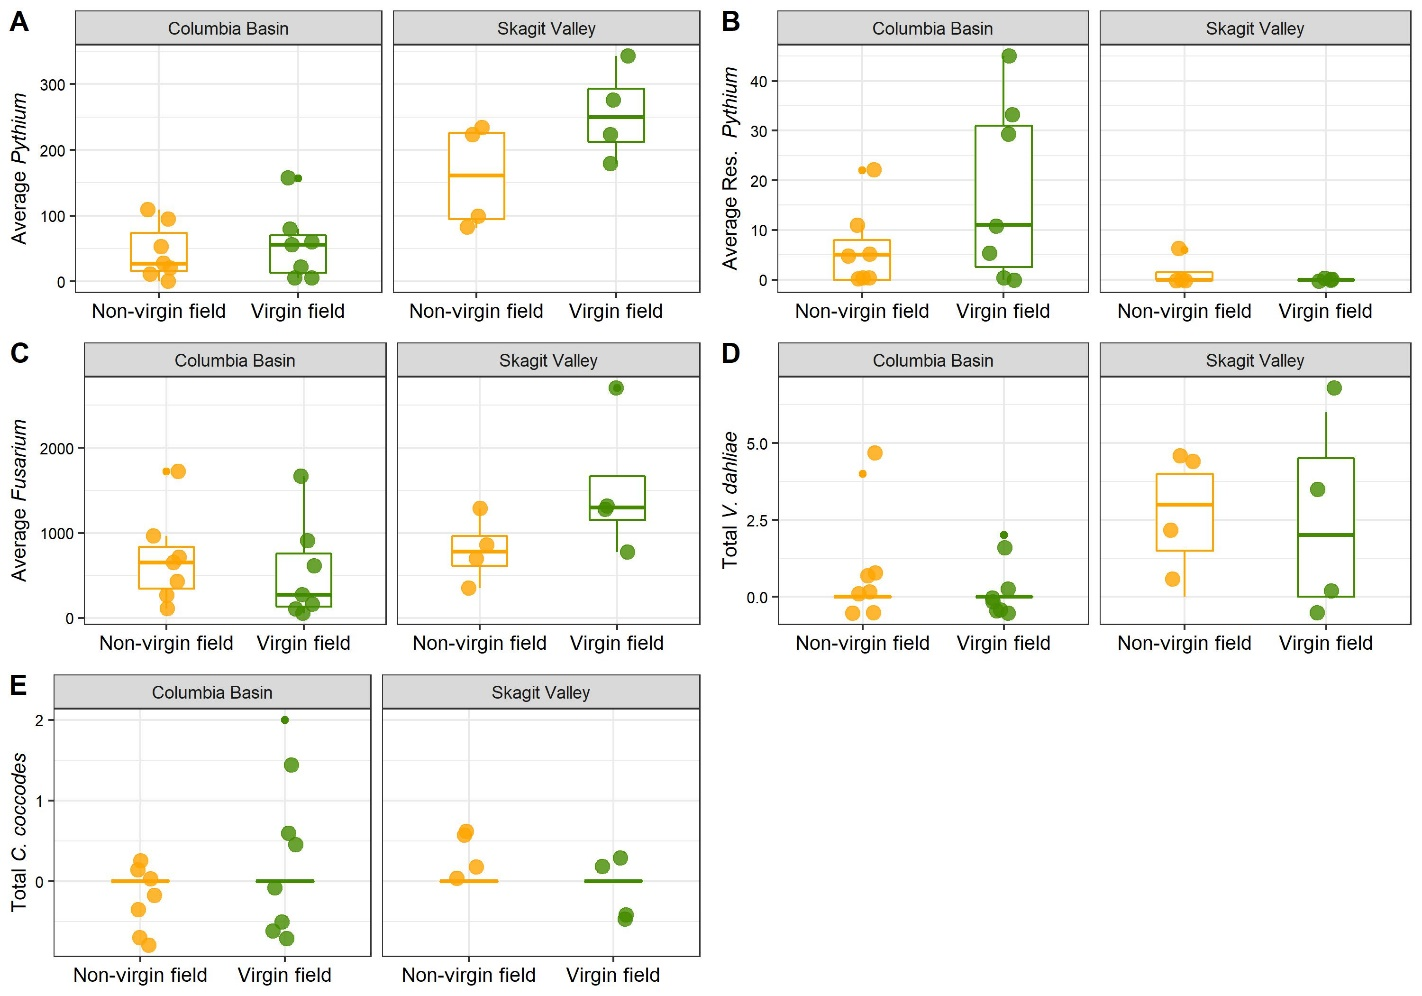 A
Columbia Basin
Skagit Valley
Average Pythium
300
200
100
0
Non-virgin field
Virgin field
Non-virgin field
Virgin field
B
Columbia Basin
Skagit Valley
Average Res. Pythium
40
30
20
10
0
Non-virgin field
Virgin field
Non-virgin field
Virgin field
C
Columbia Basin
Skagit Valley
Average Fusarium
2000
1000
0
Non-virgin field
Virgin field
Non-virgin field
Virgin field
D
Columbia Basin
Skagit Valley
Total V. dahliae
5.0
2.5
0.0
Non-virgin field
Virgin field
Non-virgin field
Virgin field
E
Columbia Basin
Skagit Valley
Total C. coccodes
2
1
0
Non-virgin field
Virgin field
Non-virgin field
Virgin field